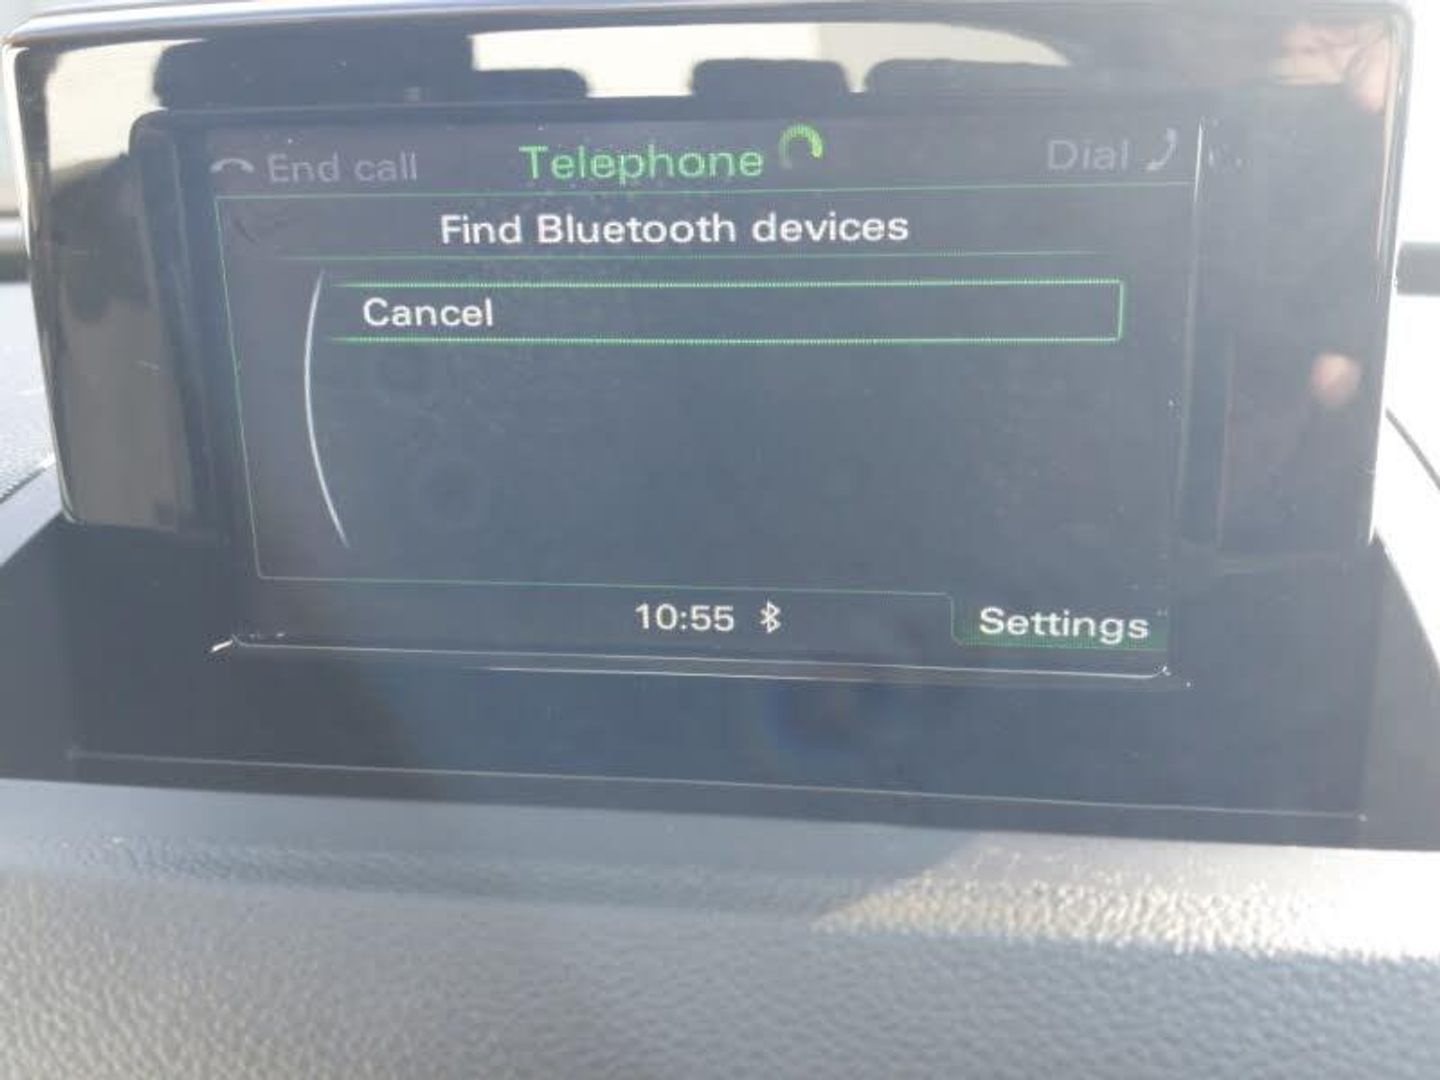 End call Telephone Dial
Find Bluetooth devices
Cancel
10:55 Settings